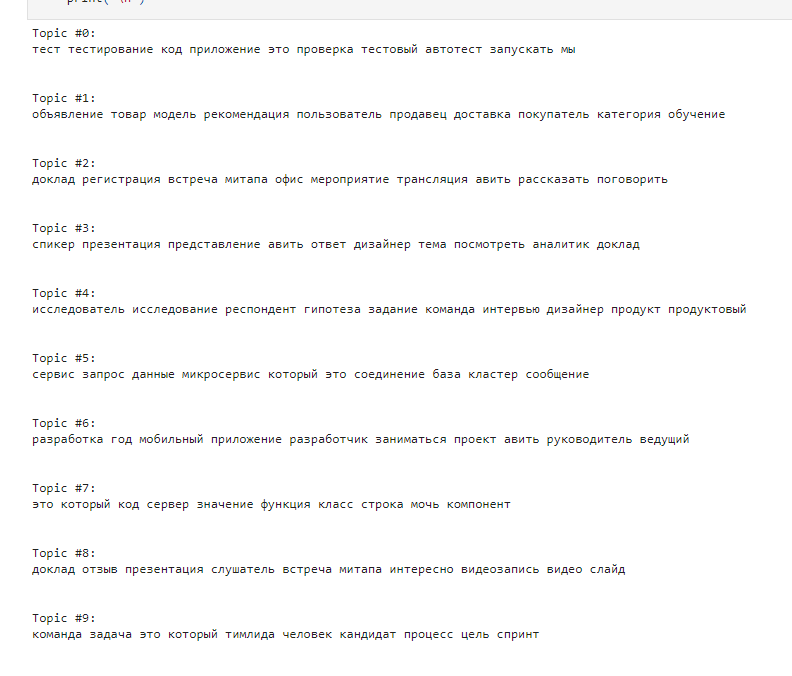 print("\n")
Topic #0:
тест тестирование код приложение это проверка тестовый автотест запускать мы
Topic #1:
объявление товар модель рекомендация пользователь продавец доставка покупатель категория обучение
Topic #2:
доклад регистрация встреча митапа офис мероприятие трансляция авить рассказать поговорить
Topic #3:
спикер презентация представление авить ответ дизайнер тема посмотреть аналитик доклад
Topic #4:
исследователь исследование респондент гипотеза задание команда интервью дизайнер продукт продуктовый
Topic #5:
сервис запрос данные микросервис который это соединение база кластер сообщение
Topic #6:
разработка год мобильный приложение разработчик заниматься проект авить руководитель ведущий
Topic #7:
это который код сервер значение функция класс строка мочь компонент
Topic #8:
доклад отзыв презентация слушатель встреча митапа интересно видеозапись видео слайд
Topic #9:
команда задача это который тимлида человек кандидат процесс цель спринт